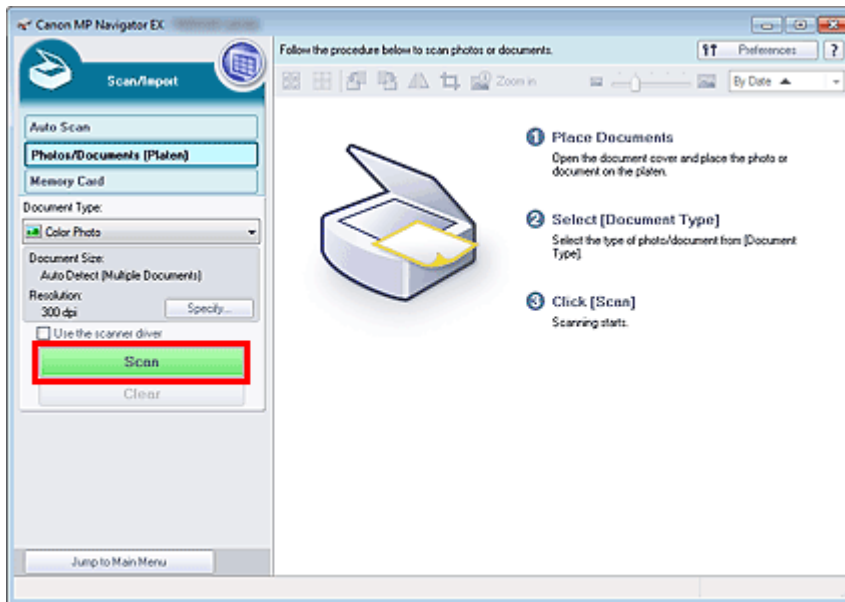 Canon MP Navigator EX
Scan/Import
Auto Scan
Photos/Documents (Platen)
Memory Card
Document Type:
Color Photo
Document Size:
Auto Detect (Multiple Documents)
Resolution:
300 dpi
Specify...
Use the scanner driver
Scan
Clear
Jump to Main Menu
Follow the procedure below to scan photos or documents.
Preferences
?
Zoom in
By Date
1 Place Documents
Open the document cover and place the photo or
document on the platen.
2 Select [Document Type]
Select the type of photo/document from [Document
Type].
3 Click [Scan]
Scanning starts.